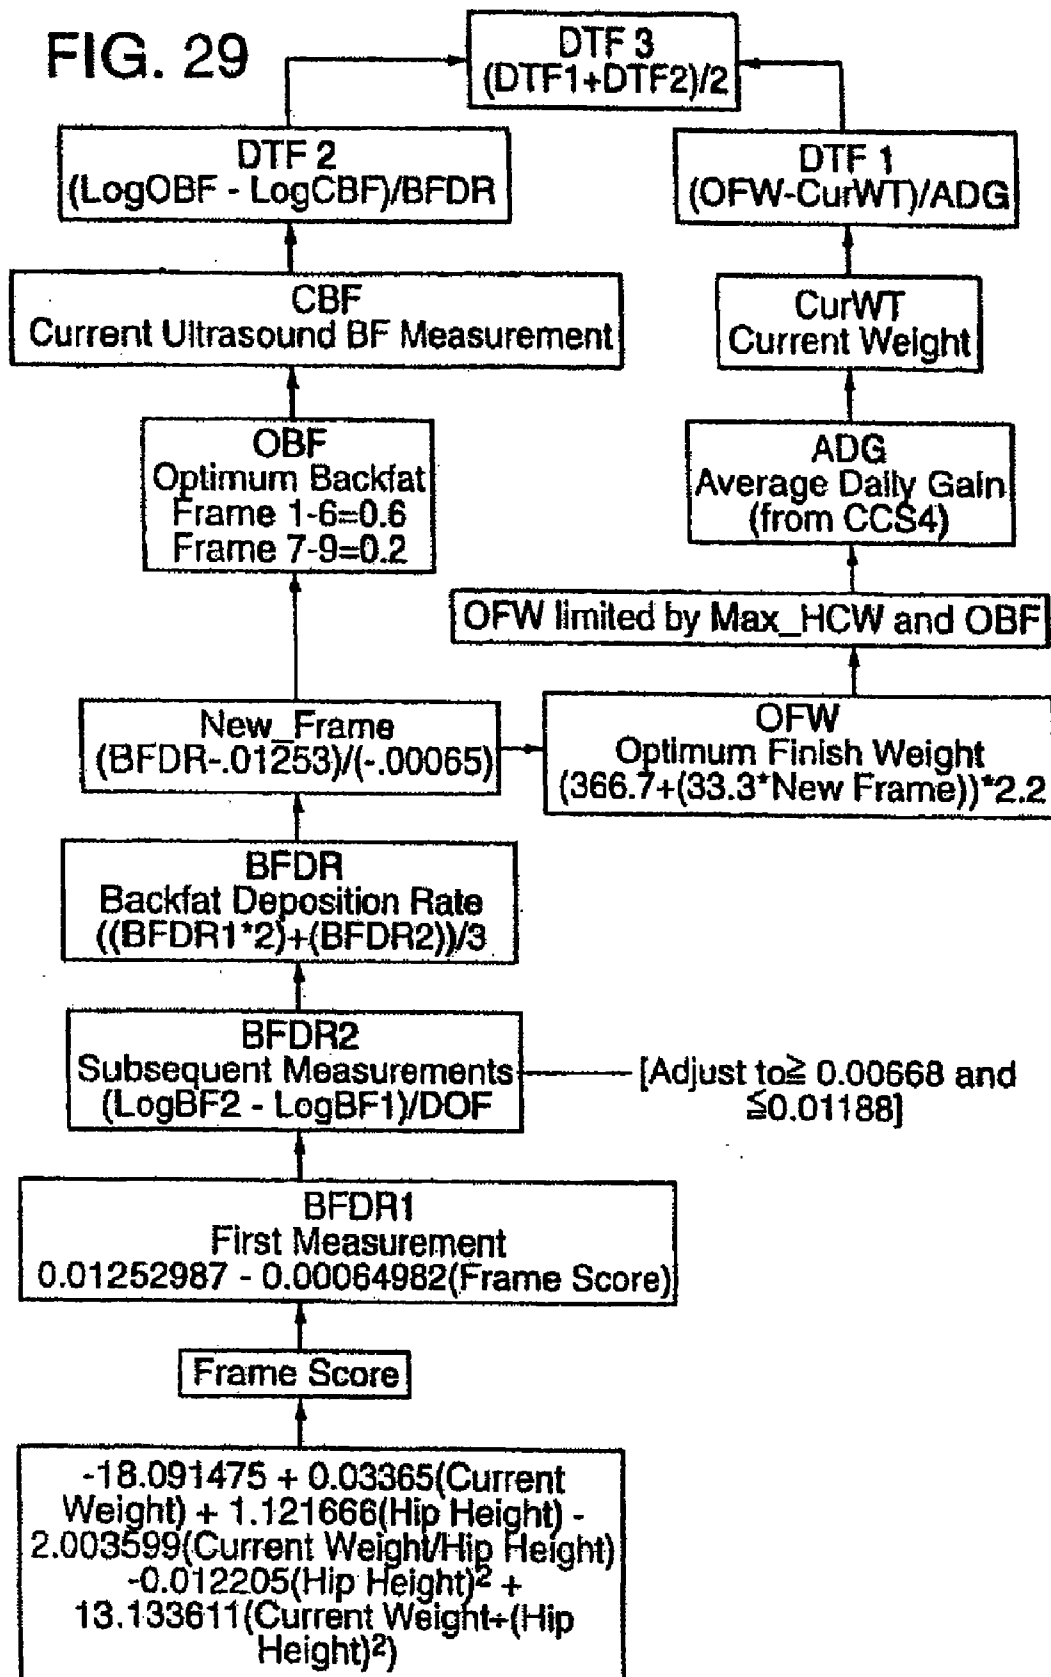 FIG. 29
DTF 3
(DTF1+DTF2)/2
DTF 2
(LogOBF - LogCBF)/BFDR
DTF 1
(OFW-CurWT)/ADG
CBF
Current Ultrasound BF Measurement
CurWT
Current Weight
OBF
Optimum Backfat
Frame 1-6=0.6
Frame 7-9=0.2
ADG
Average Daily Gain
(from CCS4)
OFW limited by Max_HCW and OBF
New_Frame
(BFDR-.01253)/(-.00065)
OFW
Optimum Finish Weight
(366.7+(33.3*New Frame))*2.2
BFDR
Backfat Deposition Rate
((BFDR1*2)+(BFDR2))/3
BFDR2
Subsequent Measurements
(LogBF2 - LogBF1)/DOF
[Adjust to≧ 0.00668 and
≦0.01188]
BFDR1
First Measurement
0.01252987 - 0.00064982(Frame Score)
Frame Score
-18.091475 + 0.03365(Current
Weight) + 1.121666(Hip Height) -
2.003599(Current Weight/Hip Height)
-0.012205(Hip Height)² +
13.133611(Current Weight÷(Hip
Height)²)